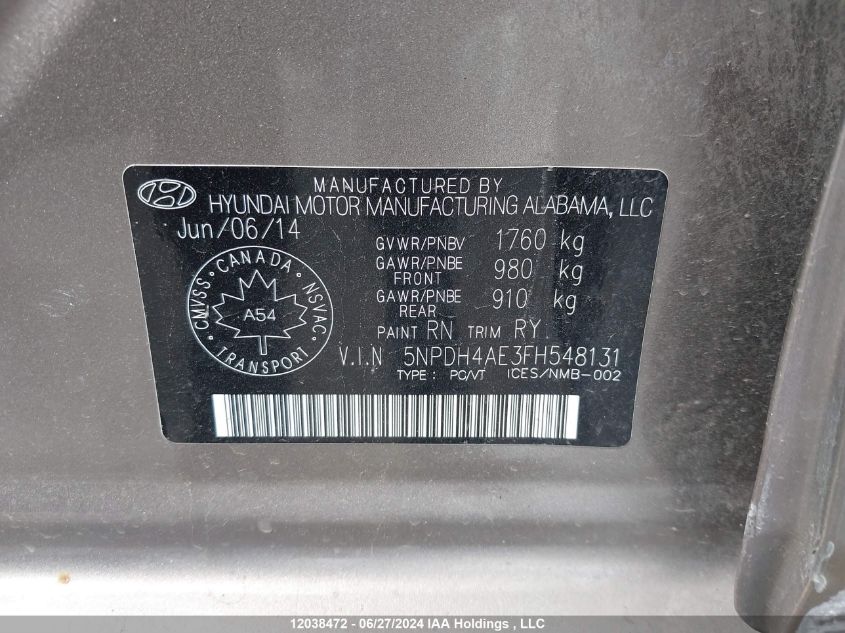 MANUFACTURED BY
HYUNDAI MOTOR MANUFACTURING ALABAMA, LLC
Jun/06/14
GVWR/PNBV 1760 kg
GAWR/PNBE FRONT 980 kg
GAWR/PNBE REAR 910 kg
PAINT RN TRIM RY
CANADA
CMVSS NSVAC
A54
TRANSPORT
V.I.N 5NPDH4AE3FH548131
TYPE: PC/VT ICES/NMB-002
12038472 - 06/27/2024 IAA Holdings , LLC